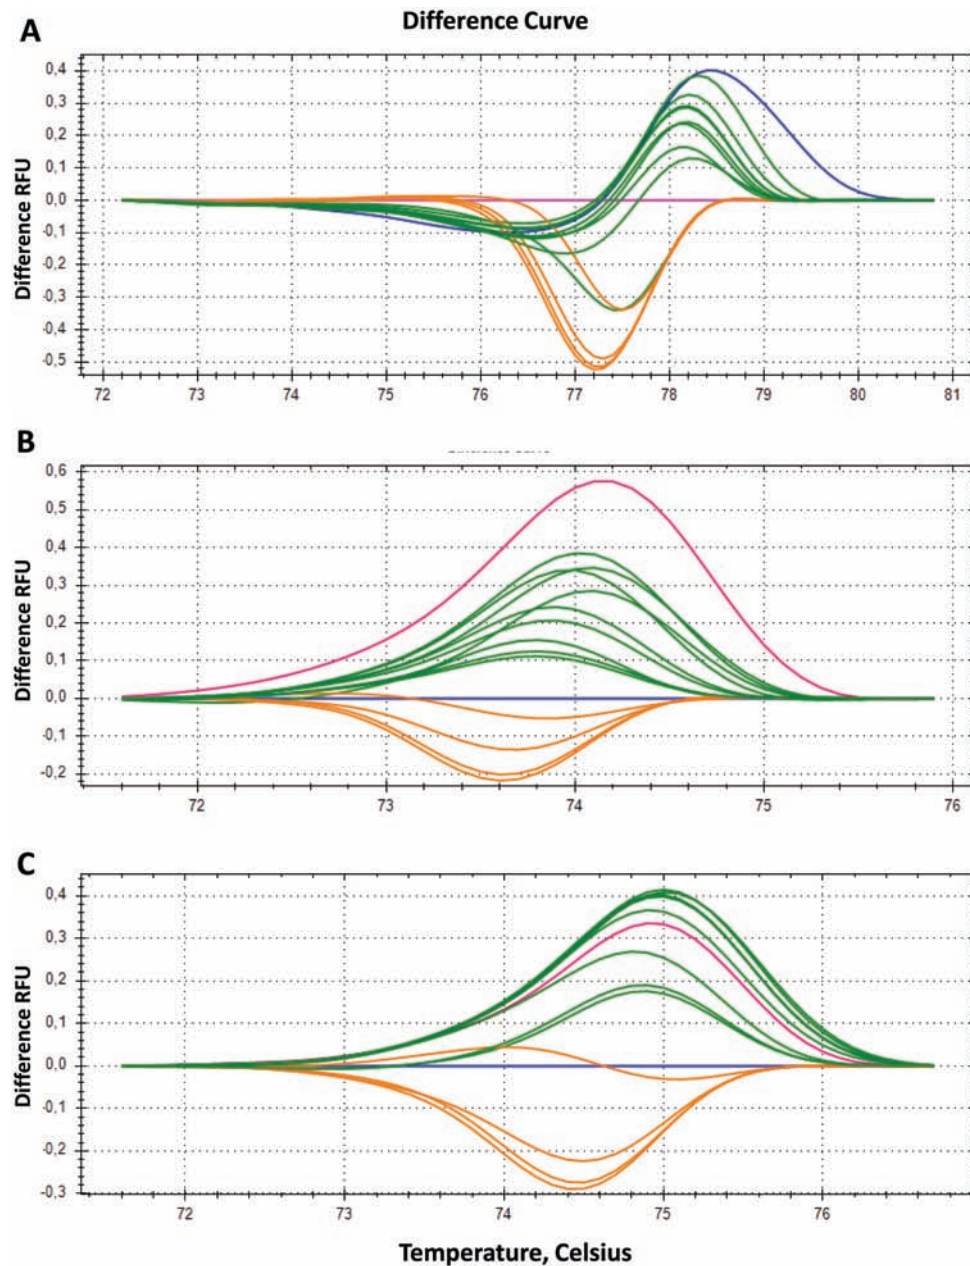 Difference Curve
A
Difference RFU
0,4
0,3
0,2
0,1
0,0
-0,1
-0,2
-0,3
-0,4
-0,5
72 73 74 75 76 77 78 79 80 81
B
Difference RFU
0,6
0,5
0,4
0,3
0,2
0,1
0,0
-0,1
-0,2
72 73 74 75 76
C
Difference RFU
0,4
0,3
0,2
0,1
0,0
-0,1
-0,2
-0,3
72 73 74 75 76
Temperature, Celsius